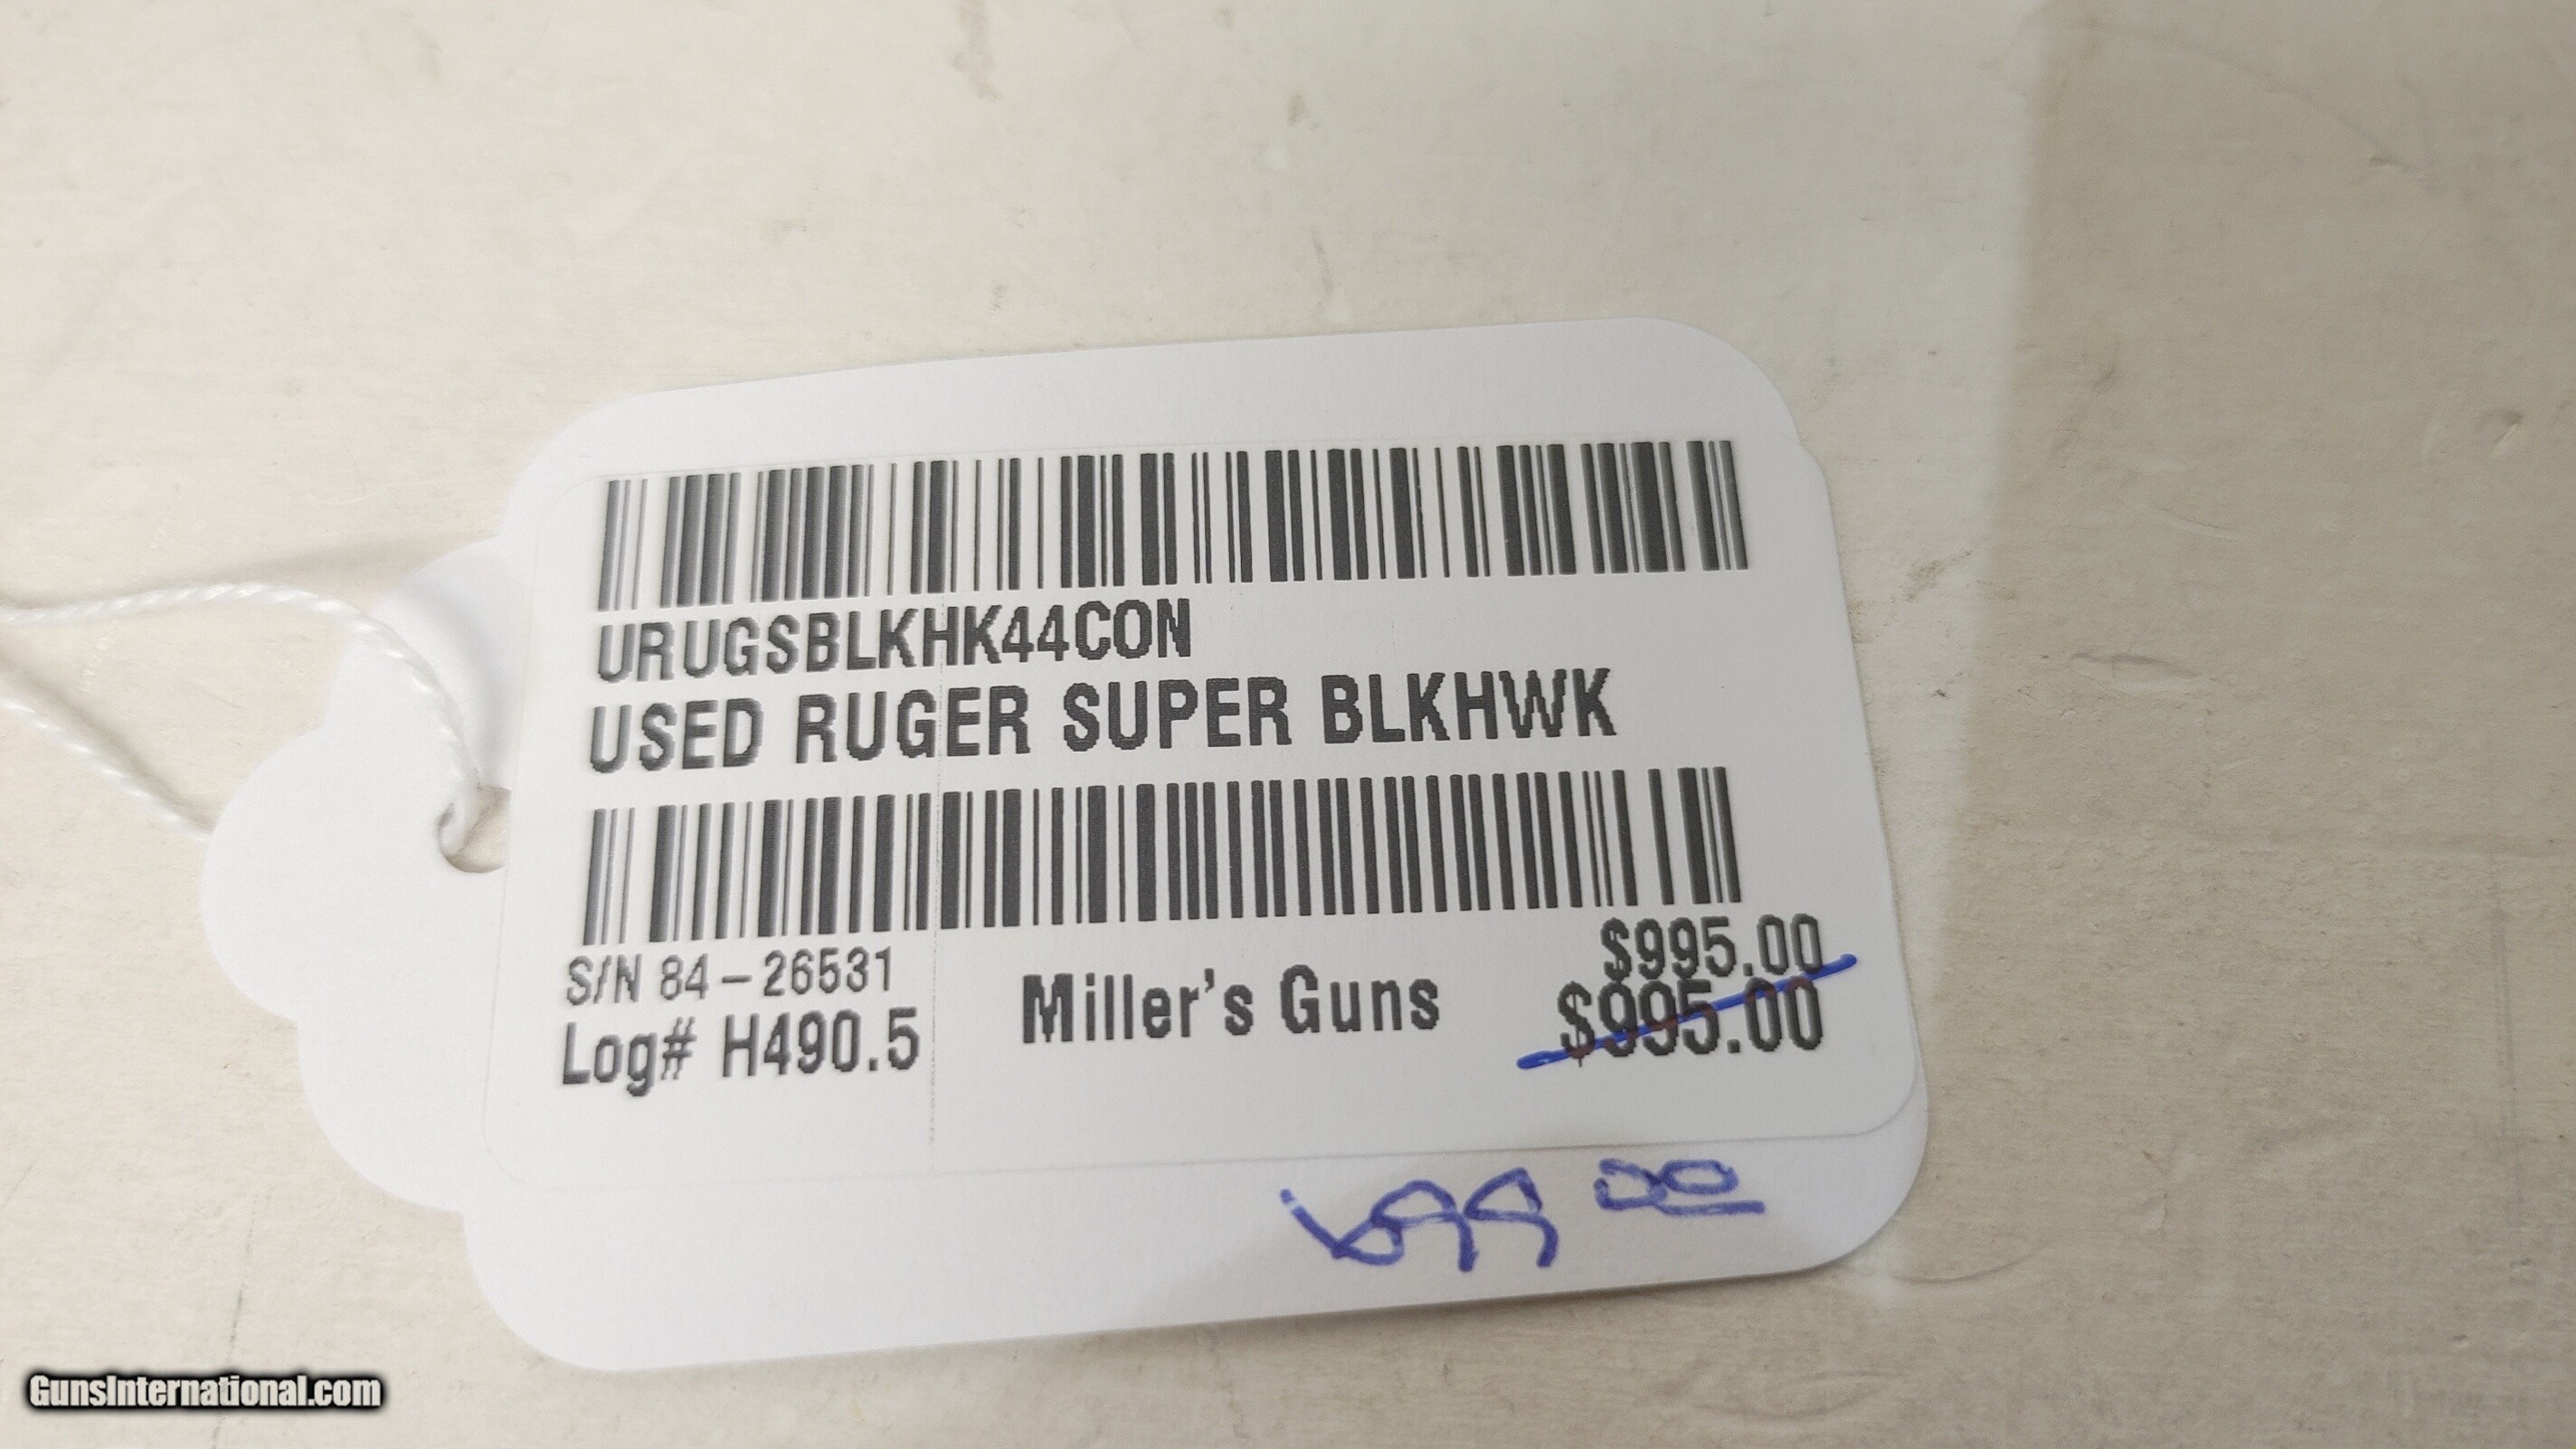 URUGSBLKHK44CON
USED RUGER SUPER BLKHWK
S/N 84-26531
Log# H490.5
Miller's Guns
$995.00
$995.00
699 00
GunsInternational.com